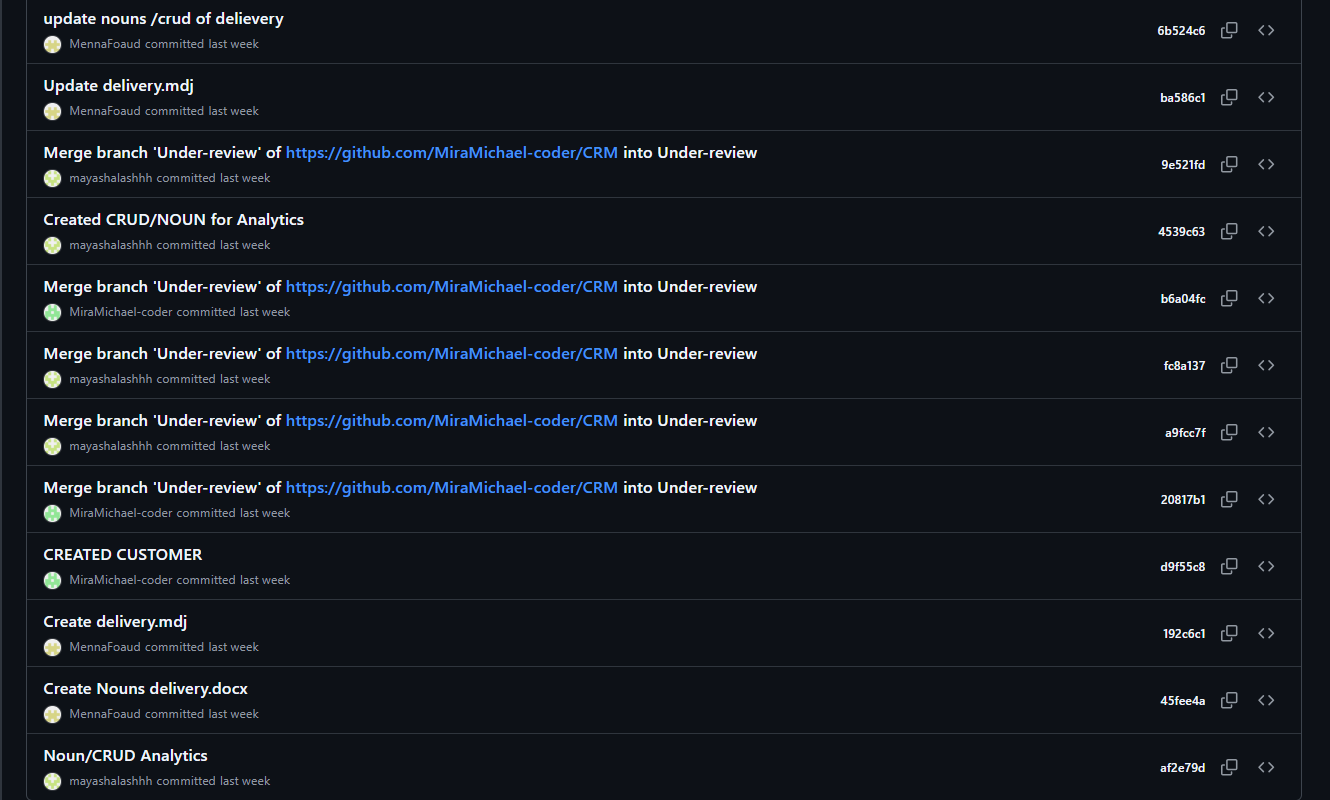 update nouns /crud of delievery
6b524c6
MennaFoaud committed last week
Update delivery.mdj
ba586c1
MennaFoaud committed last week
Merge branch 'Under-review' of https://github.com/MiraMichael-coder/CRM into Under-review
9e521fd
mayashalashhh committed last week
Created CRUD/NOUN for Analytics
4539c63
mayashalashhh committed last week
Merge branch 'Under-review' of https://github.com/MiraMichael-coder/CRM into Under-review
b6a04fc
MiraMichael-coder committed last week
Merge branch 'Under-review' of https://github.com/MiraMichael-coder/CRM into Under-review
fc8a137
mayashalashhh committed last week
Merge branch 'Under-review' of https://github.com/MiraMichael-coder/CRM into Under-review
a9fcc7f
mayashalashhh committed last week
Merge branch 'Under-review' of https://github.com/MiraMichael-coder/CRM into Under-review
20817b1
MiraMichael-coder committed last week
CREATED CUSTOMER
d9f55c8
MiraMichael-coder committed last week
Create delivery.mdj
192c6c1
MennaFoaud committed last week
Create Nouns delivery.docx
45fee4a
MennaFoaud committed last week
Noun/CRUD Analytics
af2e79d
mayashalashhh committed last week